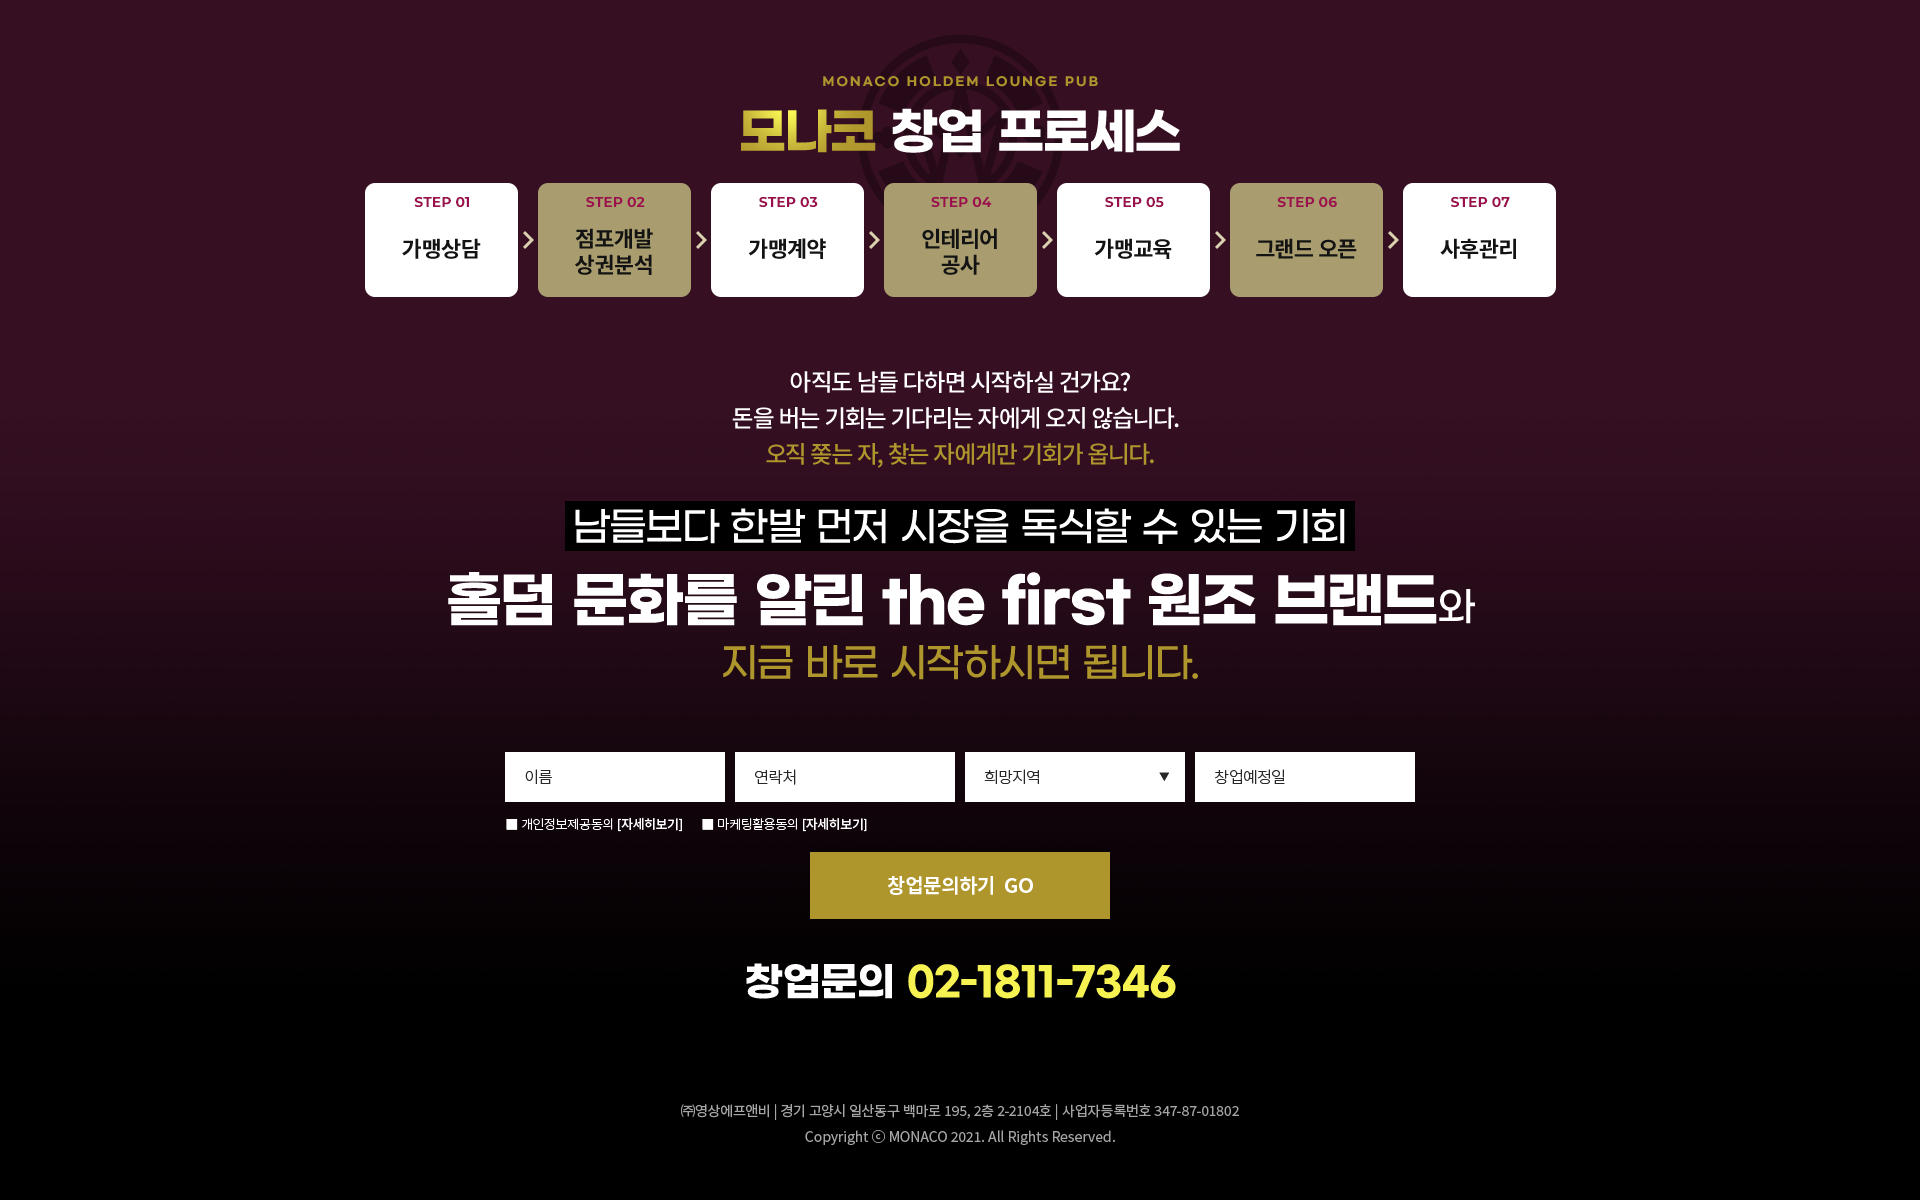 MONACO HOLDEM LOUNGE PUB
모나코 창업 프로세스
STEP 01
가맹상담
STEP 02
점포개발
상권분석
STEP 03
가맹계약
STEP 04
인테리어
공사
STEP 05
가맹교육
STEP 06
그랜드 오픈
STEP 07
사후관리
아직도 남들 다하면 시작하실 건가요?
돈을 버는 기회는 기다리는 자에게 오지 않습니다.
오직 쫒는 자, 찾는 자에게만 기회가 옵니다.
남들보다 한발 먼저 시장을 독식할 수 있는 기회
홀덤 문화를 알린 the first 원조 브랜드와
지금 바로 시작하시면 됩니다.
이름
연락처
희망지역 ▼
창업예정일
■ 개인정보제공동의 [자세히보기] ■ 마케팅활용동의 [자세히보기]
창업문의하기 GO
창업문의 02-1811-7346
㈜영상에프앤비 | 경기 고양시 일산동구 백마로 195, 2층 2-2104호 | 사업자등록번호 347-87-01802
Copyright ⓒ MONACO 2021. All Rights Reserved.